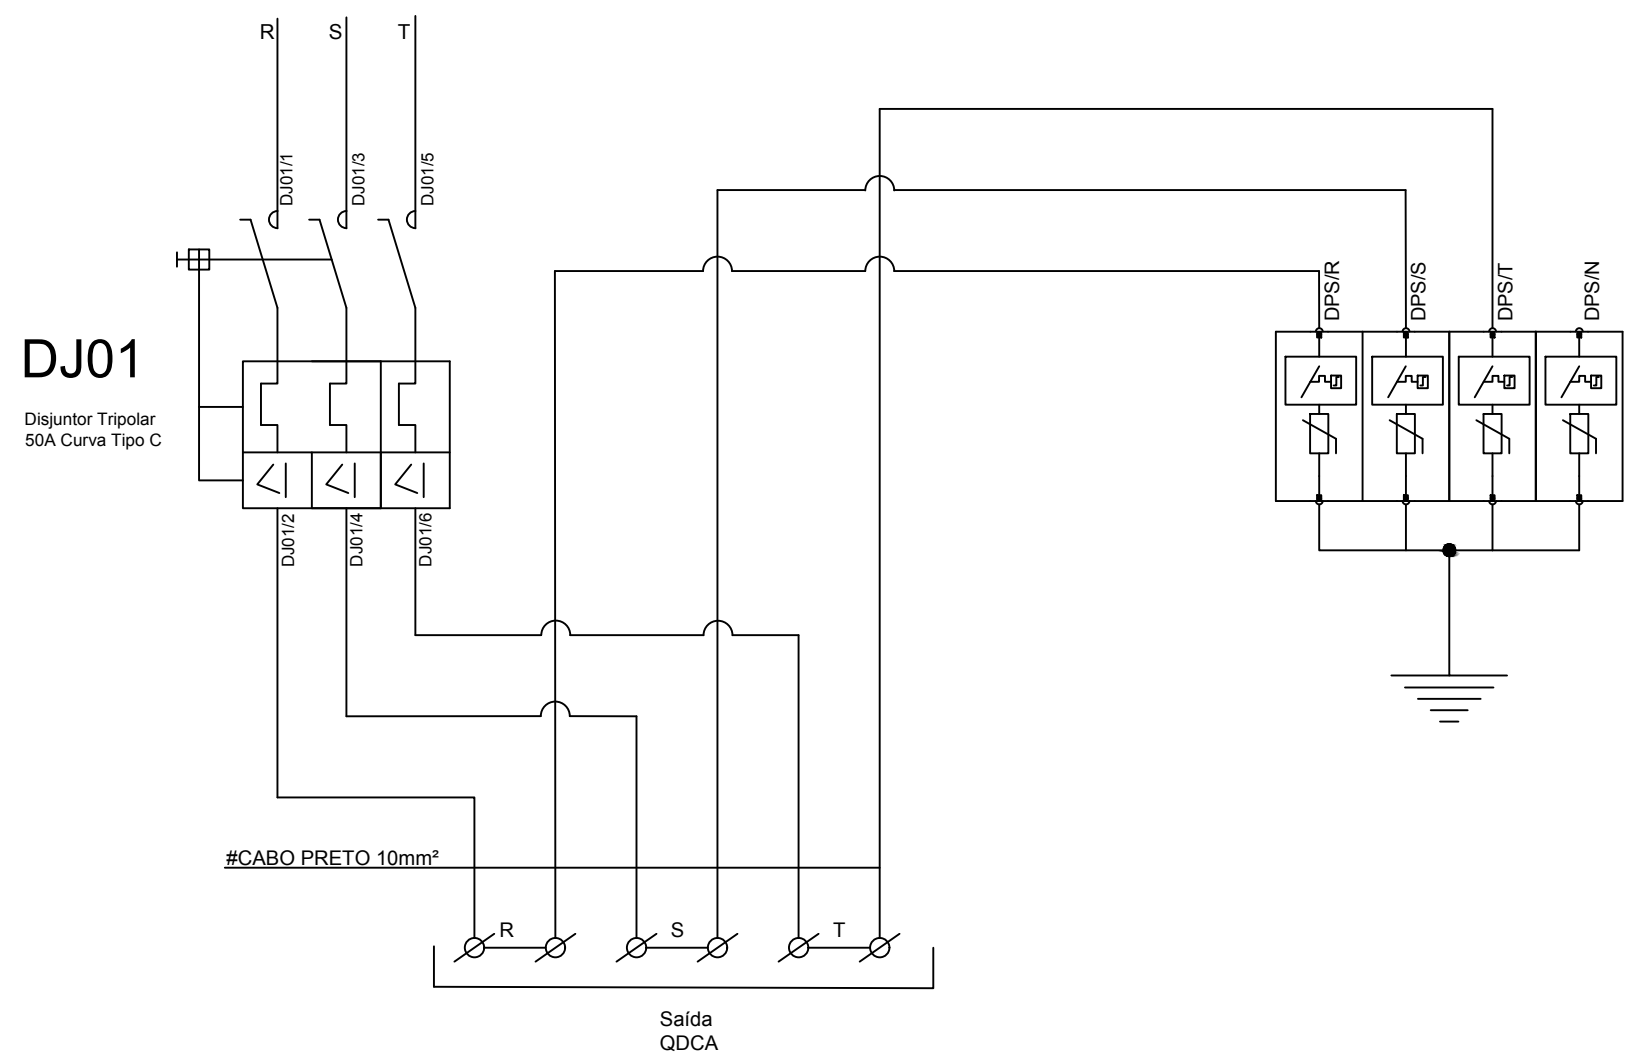 R
S
T
DJ01/1
DJ01/3
DJ01/5
DPS/R
DPS/S
DPS/T
DPS/N
DJ01
Disjuntor Tripolar
50A Curva Tipo C
DJ01/2
DJ01/4
DJ01/6
#CABO PRETO 10mm²
R
S
T
Saída
QDCA